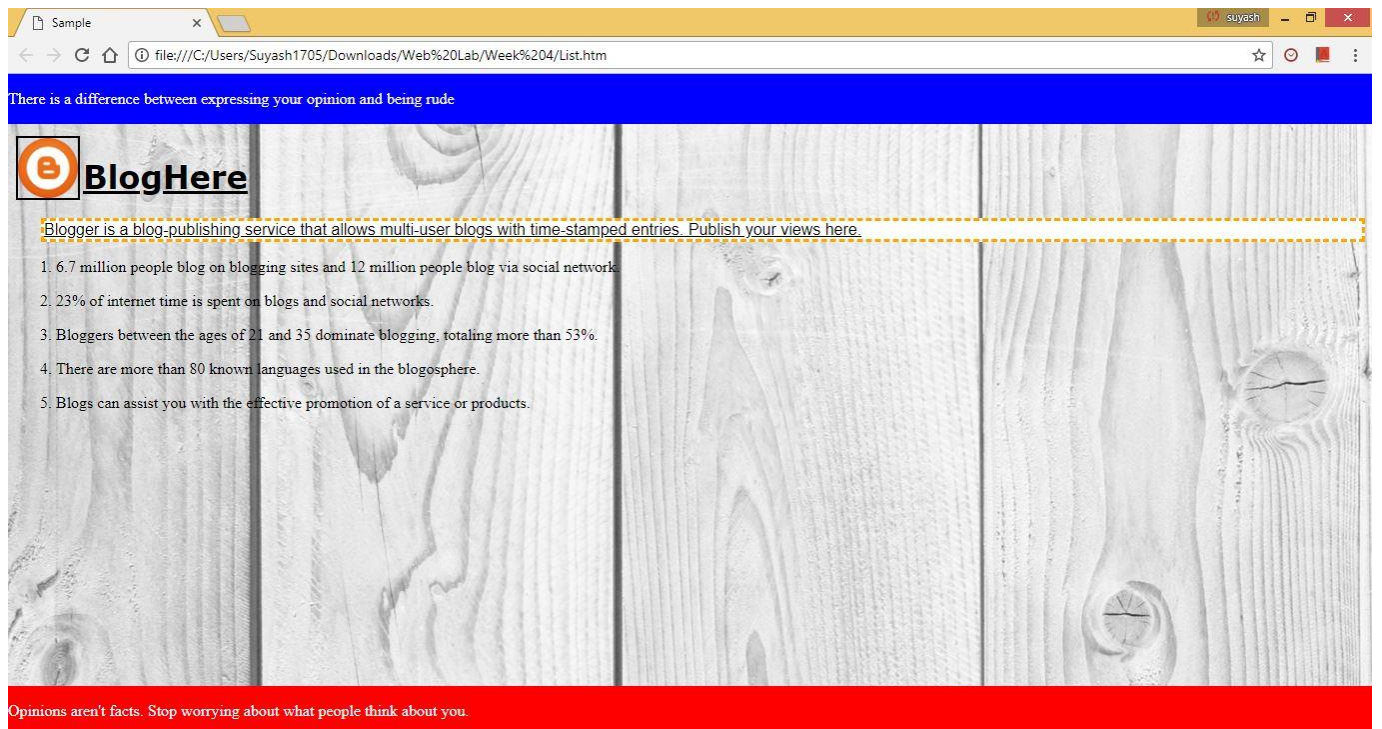 Sample
suyash
file:///C:/Users/Suyash1705/Downloads/Web%20Lab/Week%204/List.htm
There is a difference between expressing your opinion and being rude
BlogHere
Blogger is a blog-publishing service that allows multi-user blogs with time-stamped entries. Publish your views here.
1. 6.7 million people blog on blogging sites and 12 million people blog via social network.
2. 23% of internet time is spent on blogs and social networks.
3. Bloggers between the ages of 21 and 35 dominate blogging, totaling more than 53%.
4. There are more than 80 known languages used in the blogosphere.
5. Blogs can assist you with the effective promotion of a service or products.
Opinions aren't facts. Stop worrying about what people think about you.